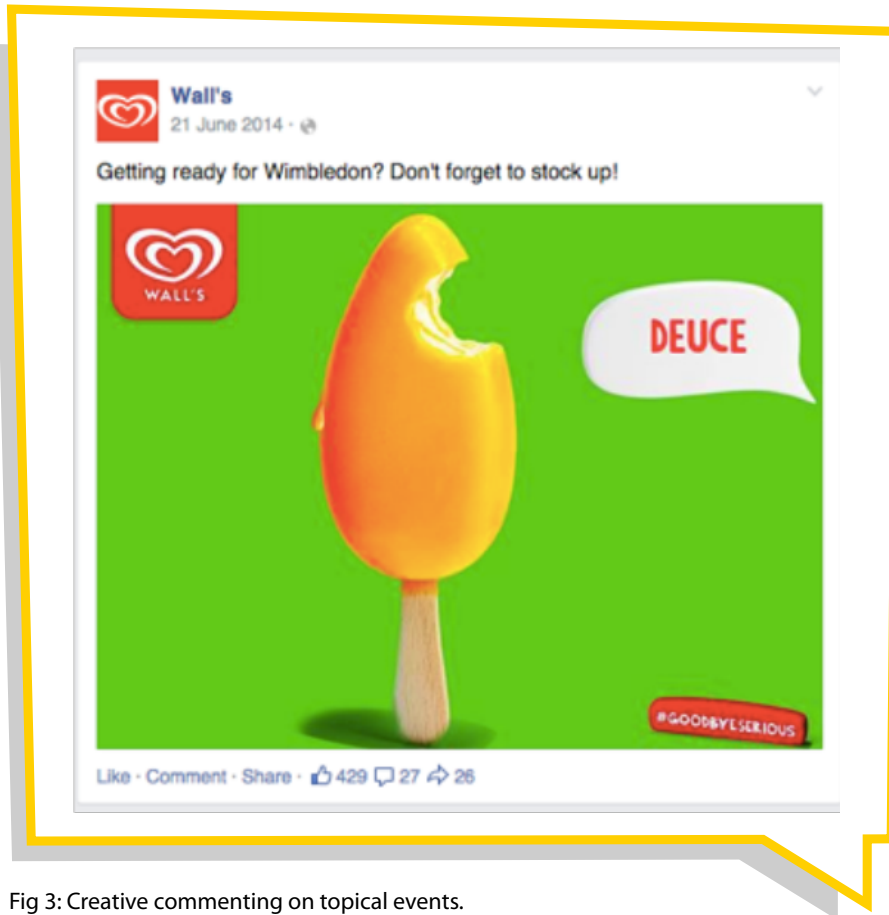 Wall's
21 June 2014 ·
Getting ready for Wimbledon? Don't forget to stock up!
WALL'S
DEUCE
#GOODBYESERIOUS
Like · Comment · Share · 429 27 26
Fig 3: Creative commenting on topical events.